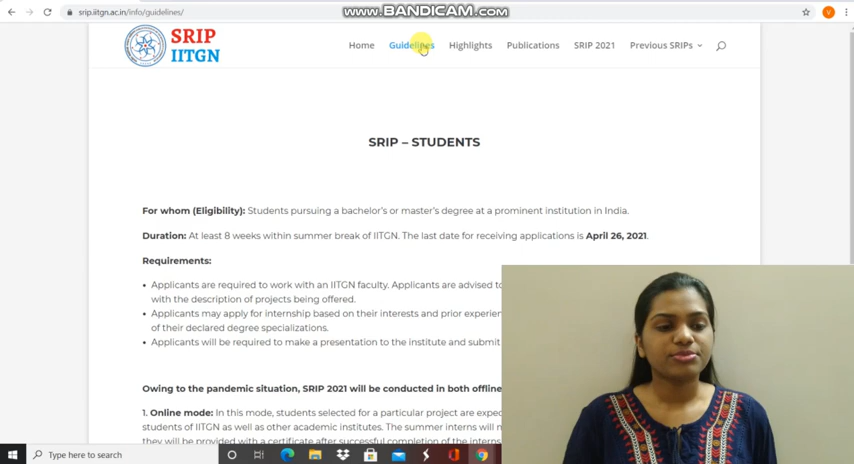 www.BANDICAM.com
srip.iitgn.ac.in/info/guidelines/
V
SRIP
IITGN
Home Guidelines Highlights Publications SRIP 2021 Previous SRIPs
SRIP – STUDENTS
For whom (Eligibility): Students pursuing a bachelor's or master's degree at a prominent institution in India.
Duration: At least 8 weeks within summer break of IITGN. The last date for receiving applications is April 26, 2021.
Requirements:
• Applicants are required to work with an IITGN faculty. Applicants are advised to
with the description of projects being offered.
• Applicants may apply for internship based on their interests and prior experien
of their declared degree specializations.
• Applicants will be required to make a presentation to the institute and submit
Owing to the pandemic situation, SRIP 2021 will be conducted in both offline
1. Online mode: In this mode, students selected for a particular project are expec
students of IITGN as well as other academic institutes. The summer interns will n
they will be provided with a certificate after successful completion of the interns
Type here to search